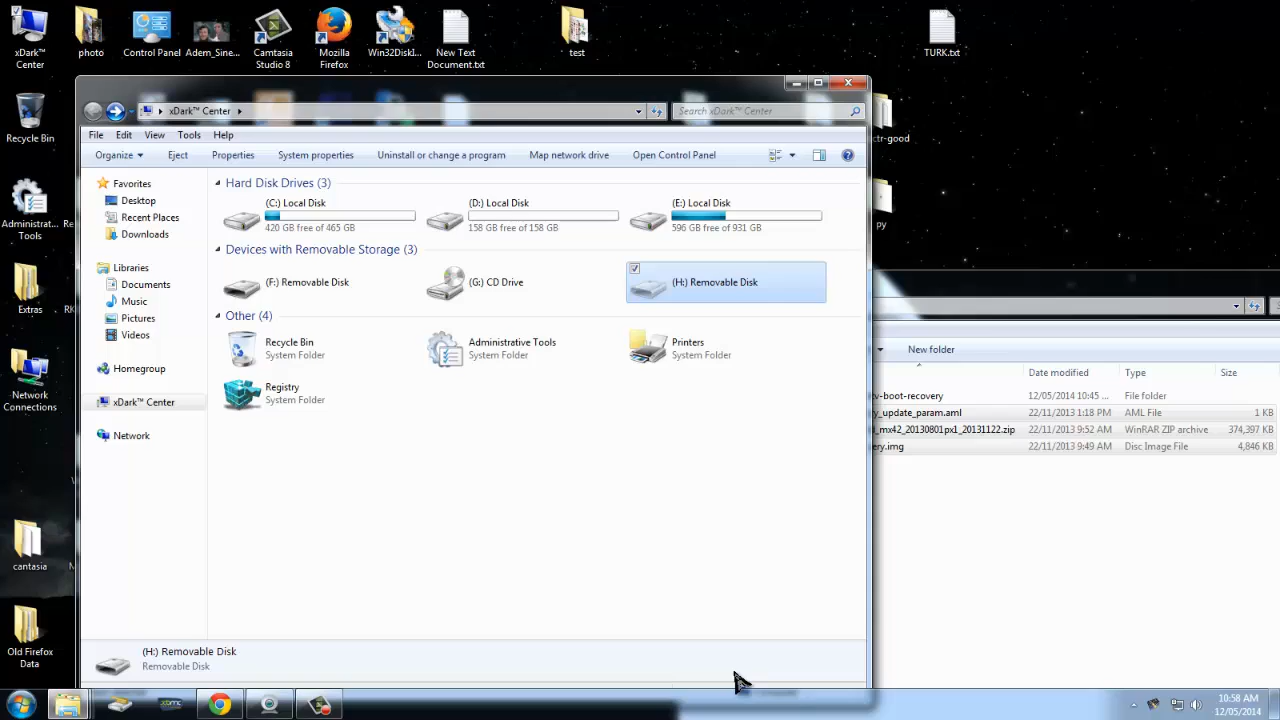 xDark™ Center
photo
Control Panel
Adem_Sine...
Camtasia Studio 8
Mozilla Firefox
Win32DiskI...
New Text Document.txt
test
TURK.txt
xDark™ Center
Search xDark™ Center
File Edit View Tools Help
Organize Eject Properties System properties Uninstall or change a program Map network drive Open Control Panel
Recycle Bin
Administrat... Tools
Extras
Network Connections
cantasia
Old Firefox Data
Favorites
Desktop
Recent Places
Downloads
Libraries
Documents
Music
Pictures
Videos
Homegroup
xDark™ Center
Network
Hard Disk Drives (3)
(C:) Local Disk
420 GB free of 465 GB
(D:) Local Disk
158 GB free of 158 GB
(E:) Local Disk
596 GB free of 931 GB
Devices with Removable Storage (3)
(F:) Removable Disk
(G:) CD Drive
(H:) Removable Disk
Other (4)
Recycle Bin
System Folder
Administrative Tools
System Folder
Printers
System Folder
Registry
System Folder
(H:) Removable Disk
Removable Disk
ctr-good
py
New folder
Date modified Type Size
v-boot-recovery 12/05/2014 10:45 ... File folder
y_update_param.aml 22/11/2013 1:18 PM AML File 1 KB
_mx42_20130801px1_20131122.zip 22/11/2013 9:52 AM WinRAR ZIP archive 374,397 KB
ery.img 22/11/2013 9:49 AM Disc Image File 4,846 KB
xbmc
10:58 AM
12/05/2014